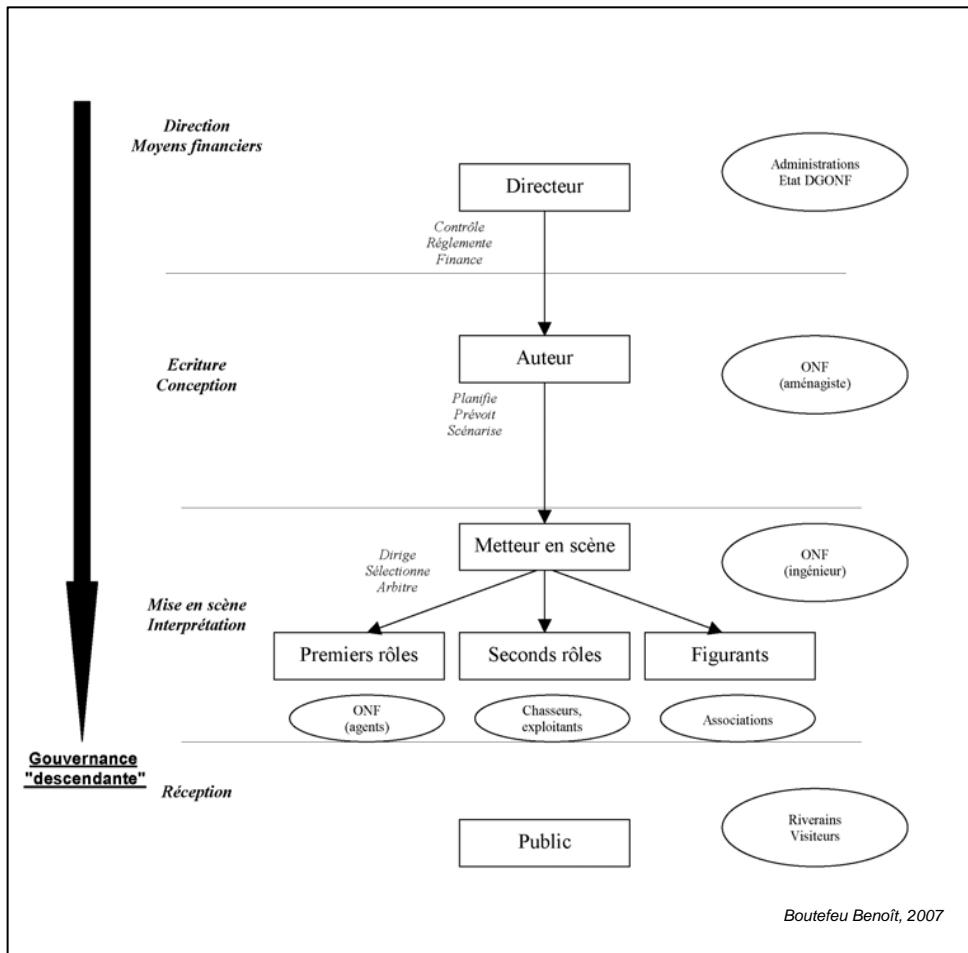 Direction
Moyens financiers
Directeur
Administrations
Etat DGONF
Contrôle
Réglemente
Finance
Ecriture
Conception
Auteur
ONF
(aménagiste)
Planifie
Prévoit
Scénarise
Metteur en scène
ONF
(ingénieur)
Dirige
Sélectionne
Arbitre
Mise en scène
Interprétation
Premiers rôles
Seconds rôles
Figurants
ONF
(agents)
Chasseurs,
exploitants
Associations
Gouvernance
"descendante"
Réception
Public
Riverains
Visiteurs
Boutefeu Benoît, 2007